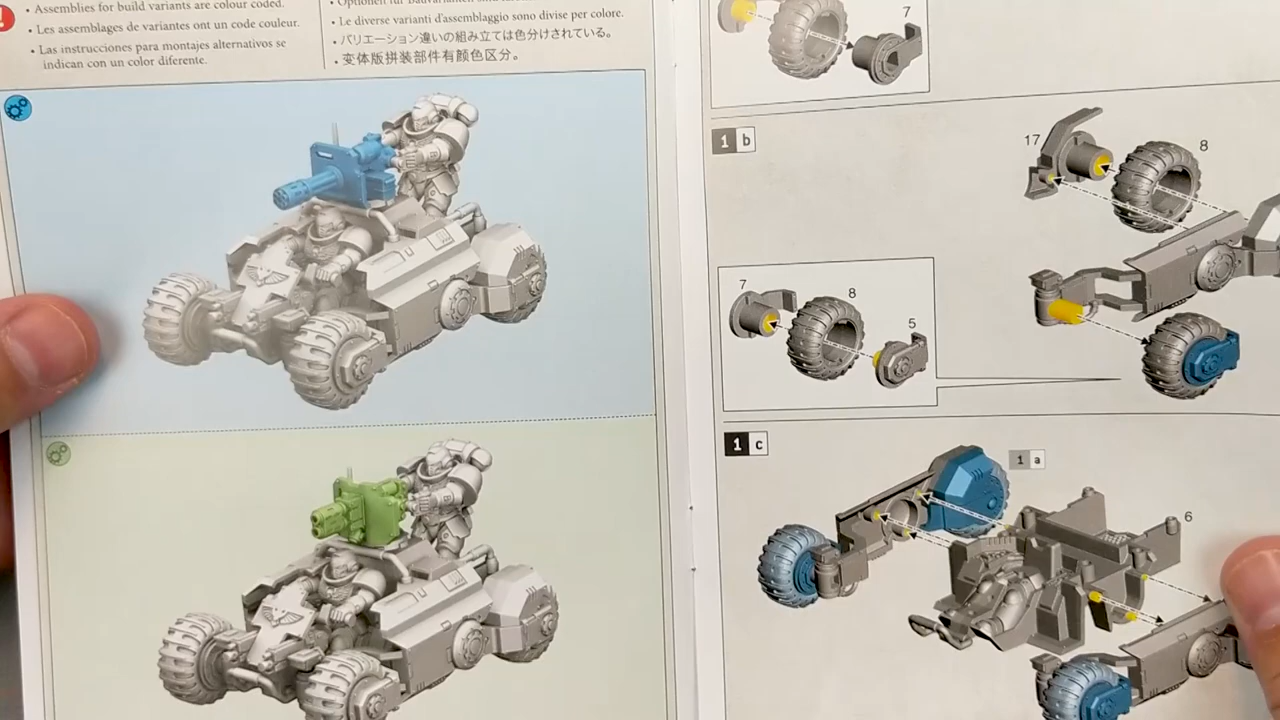 • Assemblies for build variants are colour coded.
• Les assemblages de variantes ont un code couleur.
• Las instrucciones para montajes alternativos se
indican con un color diferente.
• Le diverse varianti d'assemblaggio sono divise per colore.
• バリエーション違いの組み立ては色分けされている。
• 变体版拼装部件有颜色区分。
7
1 b
17
8
7
8
5
1 c
1 a
6